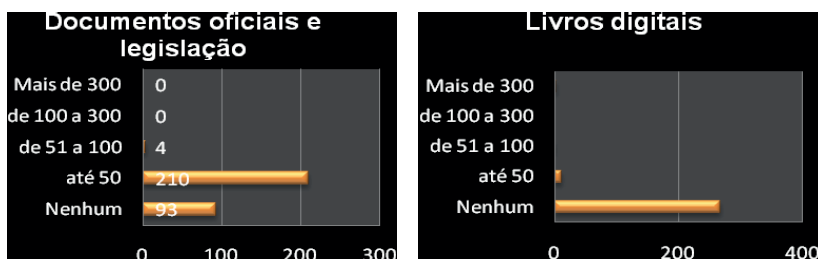 Documentos oficiais e
legislação
Mais de 300 0
de 100 a 300 0
de 51 a 100 4
até 50 210
Nenhum 93
0 100 200 300
Livros digitais
Mais de 300
de 100 a 300
de 51 a 100
até 50
Nenhum
0 200 400